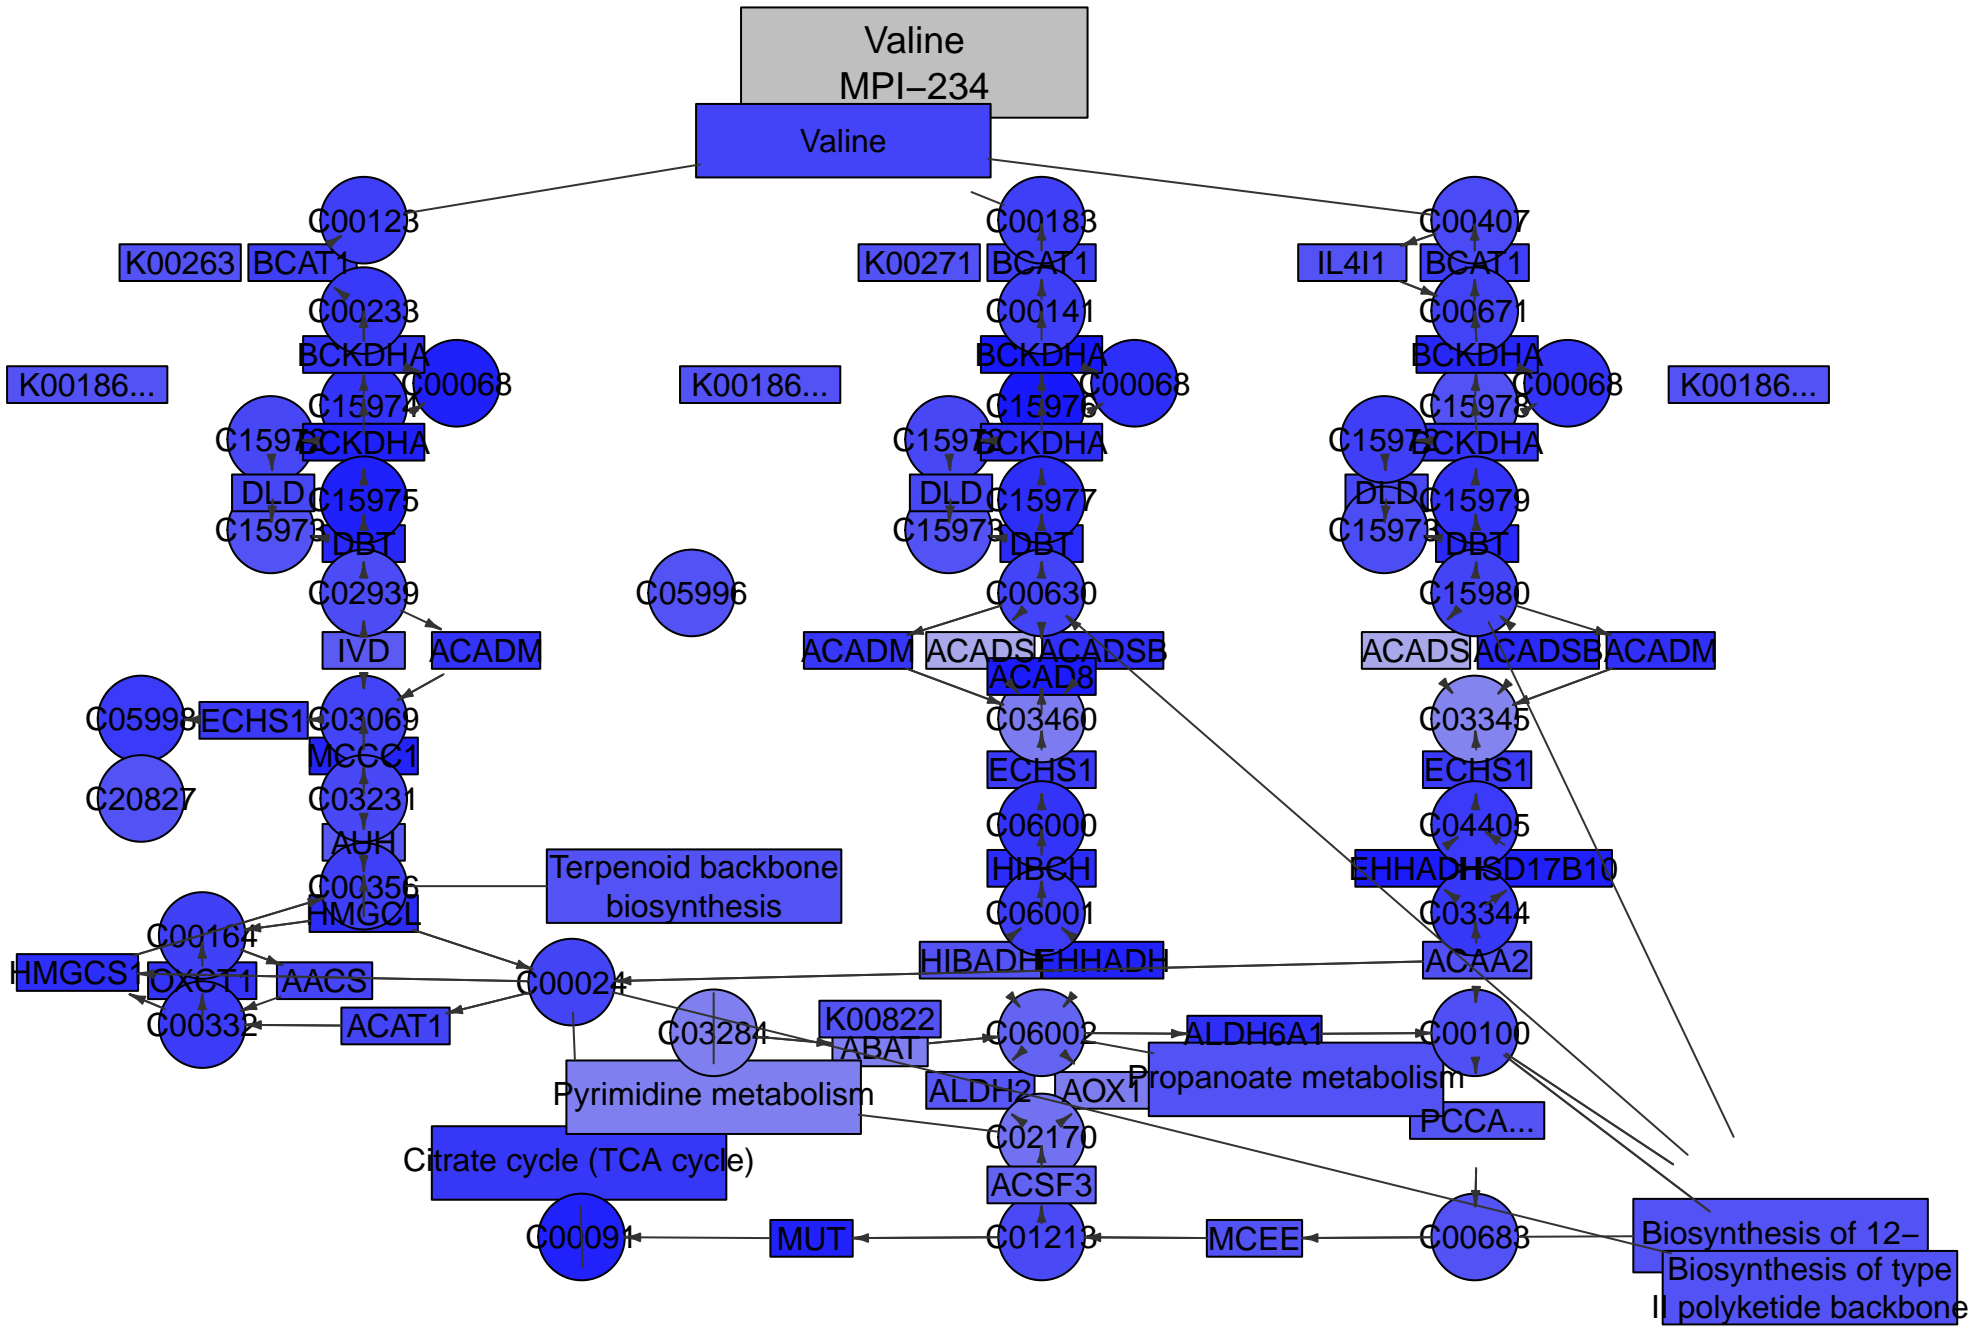 Valine
MPI−234
Valine
C00123
C00183
C00407
K00263
BCAT1
K00271
BCAT1
IL4I1
BCAT1
C00233
C00141
C00671
BCKDHA
BCKDHA
BCKDHA
K00186...
C00068
K00186...
C00068
C00068
K00186...
C15974
C15976
C15978
C15972
BCKDHA
C15972
BCKDHA
C15972
BCKDHA
DLD
C15975
DLD
C15977
DLD
C15979
C15973
DBT
C15973
DBT
C15973
DBT
C02939
C05996
C00630
C15980
IVD
ACADM
ACADM
ACADS
ACADSB
ACADS
ACADSB
ACADM
ACAD8
C05998
ECHS1
C03069
C03460
C03345
MCCC1
ECHS1
ECHS1
C20827
C03231
C06000
C04405
AUH
HIBCH
EHHADH
HSD17B10
Terpenoid backbone
biosynthesis
C00356
HMGCL
C06001
C03344
C00164
HIBADH
EHHADH
ACAA2
HMGCS1
OXCT1
AACS
C00024
C00332
ACAT1
C03284
K00822
ABAT
C06002
ALDH6A1
C00100
Pyrimidine metabolism
ALDH2
AOX1
Propanoate metabolism
PCCA...
C02170
Citrate cycle (TCA cycle)
ACSF3
C00091
MUT
C01213
MCEE
C00683
Biosynthesis of 12−
Biosynthesis of type
II polyketide backbone